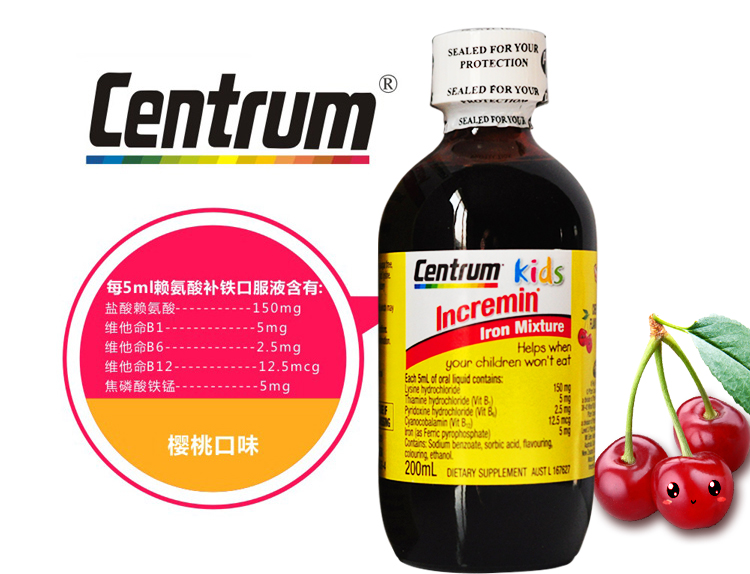 Centrum®
每5ml赖氨酸补铁口服液含有:
盐酸赖氨酸------------150mg
维他命B1--------------5mg
维他命B6--------------2.5mg
维他命B12-------------12.5mcg
焦磷酸铁锰-------------5mg
樱桃口味
SEALED FOR YOUR
PROTECTION
SEALED FOR YOUR
PROTECTION
SEALED FOR YOUR
Centrum kids
Incremin
Iron Mixture
Helps when
your children won't eat
Each 5mL of oral liquid contains:
Lysine hydrochloride 150 mg
Thiamine hydrochloride (Vit B₁) 5 mg
Pyridoxine hydrochloride (Vit B₆) 2.5 mg
Cyanocobalamin (Vit B₁₂) 12.5 mcg
Iron (as Ferric pyrophosphate) 5 mg
Contains: Sodium benzoate, sorbic acid, flavouring,
colouring, ethanol.
200mL DIETARY SUPPLEMENT AUST L 167627